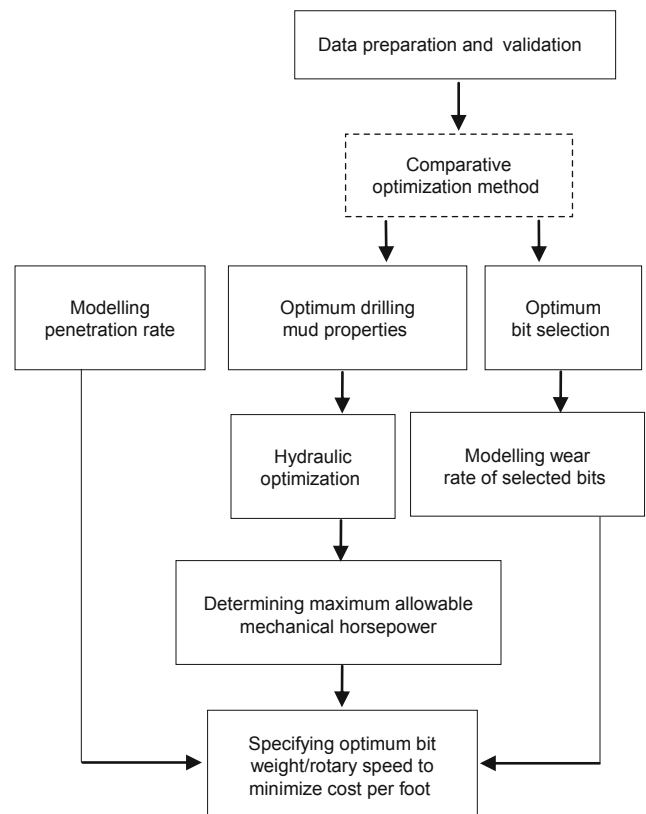 Data preparation and validation
Comparative
optimization method
Modelling
penetration rate
Optimum drilling
mud properties
Optimum
bit selection
Hydraulic
optimization
Modelling wear
rate of selected bits
Determining maximum allowable
mechanical horsepower
Specifying optimum bit
weight/rotary speed to
minimize cost per foot